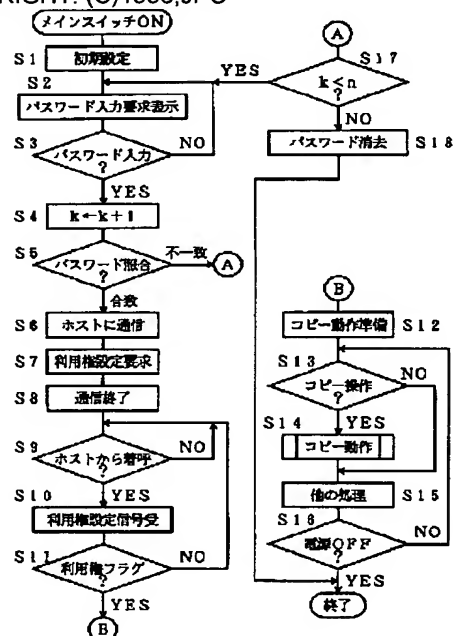 RIGHT: (C)1996,JPO
メインスイッチON
S1
初期設定
S2
パスワード入力要求表示
S3
パスワード入力
?
NO
YES
S4
k←k+1
S5
パスワード照合
?
不一致
A
合致
S6
ホストに通信
S7
利用権設定要求
S8
通信終了
S9
ホストから着呼
?
NO
YES
S10
利用権設定信号受
S11
利用権フラグ
?
NO
YES
B
A
S17
k<n
?
YES
NO
パスワード消去
S18
B
コピー動作準備
S12
S13
コピー操作
?
NO
YES
S14
コピー動作
他の処理
S15
S16
電源OFF
?
NO
YES
終了